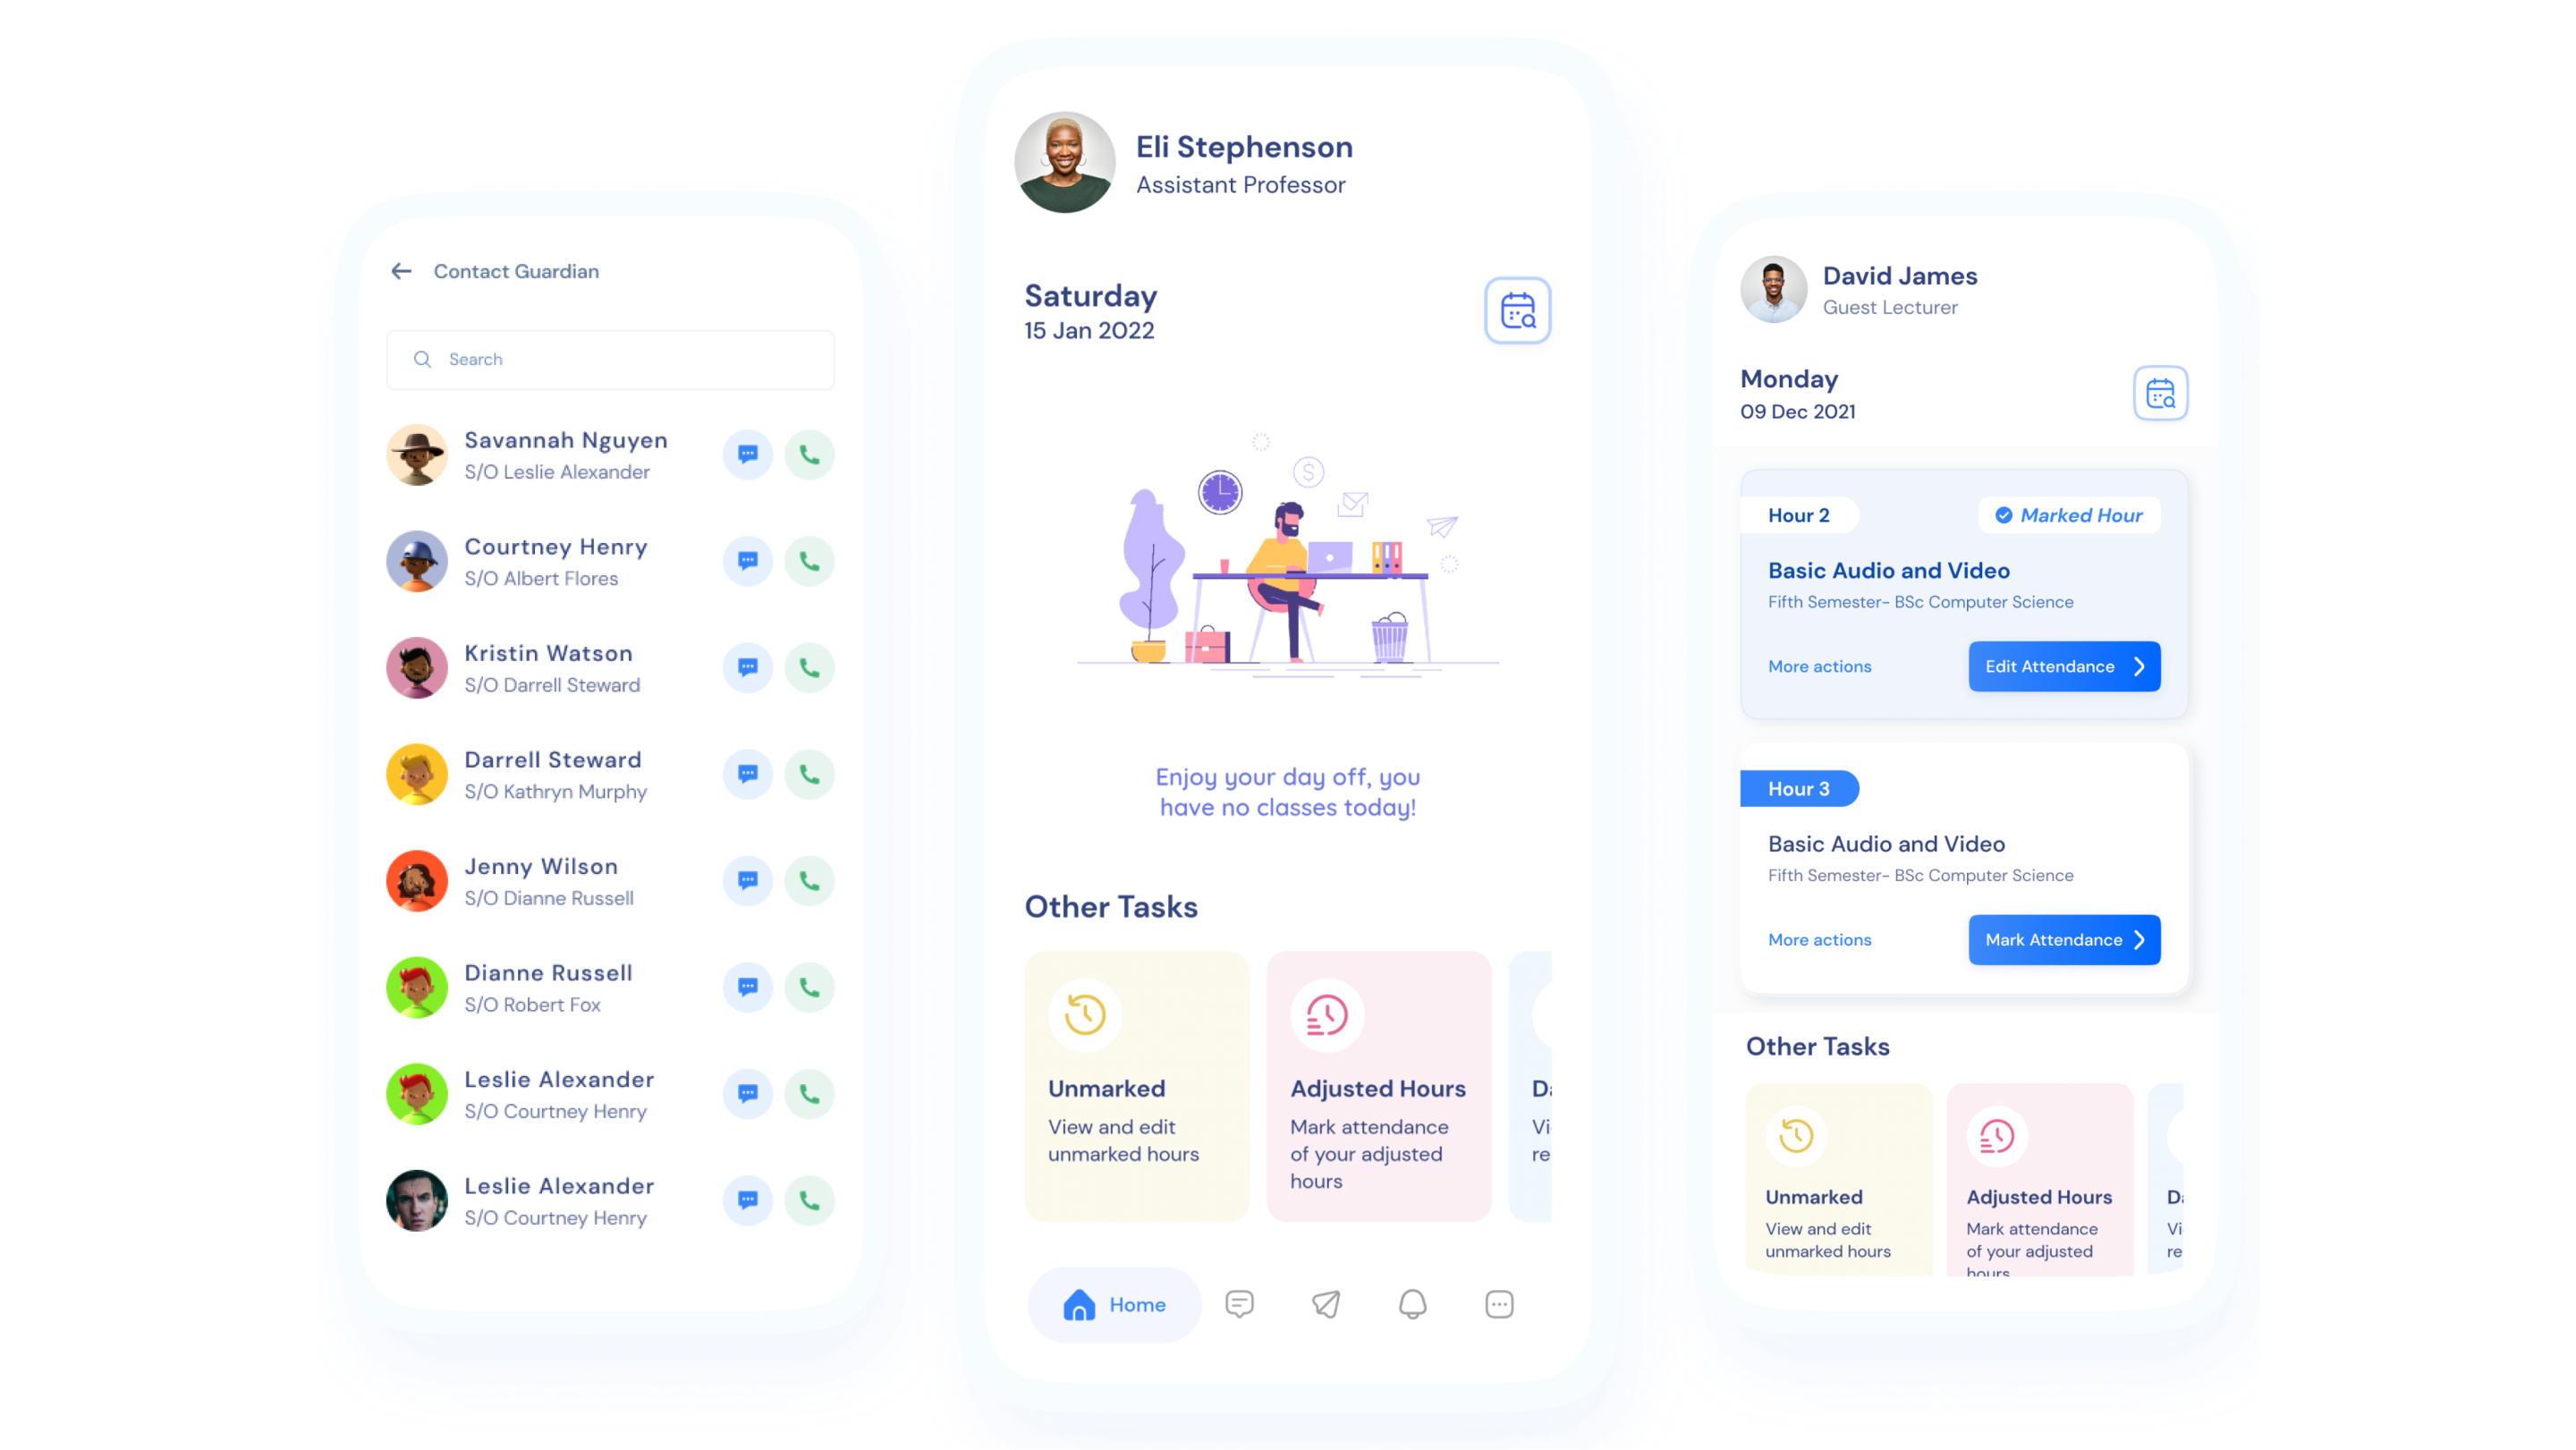 Contact Guardian
Search
Savannah Nguyen
S/O Leslie Alexander
Courtney Henry
S/O Albert Flores
Kristin Watson
S/O Darrell Steward
Darrell Steward
S/O Kathryn Murphy
Jenny Wilson
S/O Dianne Russell
Dianne Russell
S/O Robert Fox
Leslie Alexander
S/O Courtney Henry
Leslie Alexander
S/O Courtney Henry
Eli Stephenson
Assistant Professor
Saturday
15 Jan 2022
Enjoy your day off, you
have no classes today!
Other Tasks
Unmarked
View and edit
unmarked hours
Adjusted Hours
Mark attendance
of your adjusted
hours
Vi
re
Home
David James
Guest Lecturer
Monday
09 Dec 2021
Hour 2
Marked Hour
Basic Audio and Video
Fifth Semester- BSc Computer Science
More actions
Edit Attendance
Hour 3
Basic Audio and Video
Fifth Semester- BSc Computer Science
More actions
Mark Attendance
Other Tasks
Unmarked
View and edit
unmarked hours
Adjusted Hours
Mark attendance
of your adjusted
hours
Vi
re